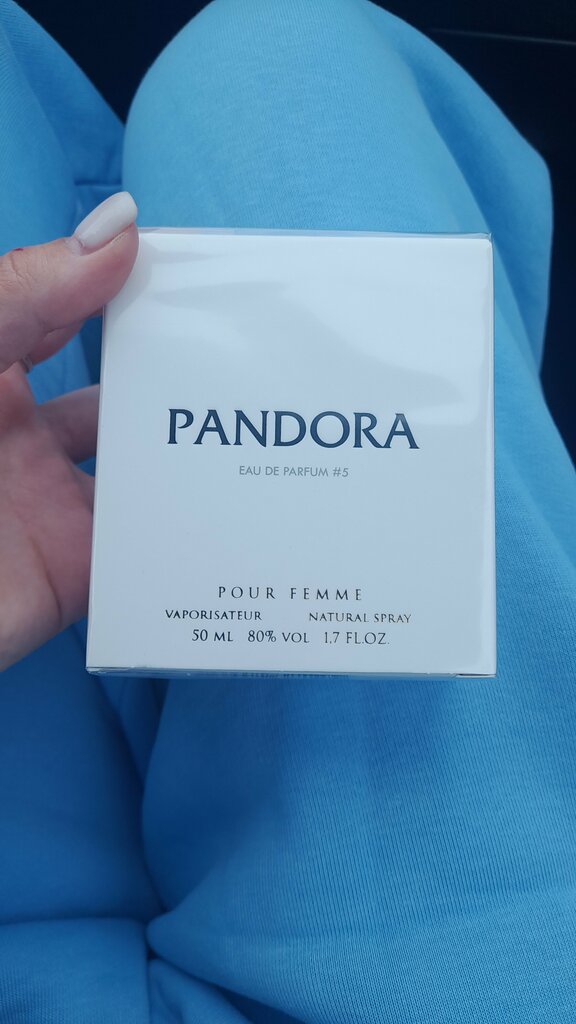 PANDORA
EAU DE PARFUM #5
POUR FEMME
VAPORISATEUR NATURAL SPRAY
50 ML 80% VOL 1,7 FL.OZ.